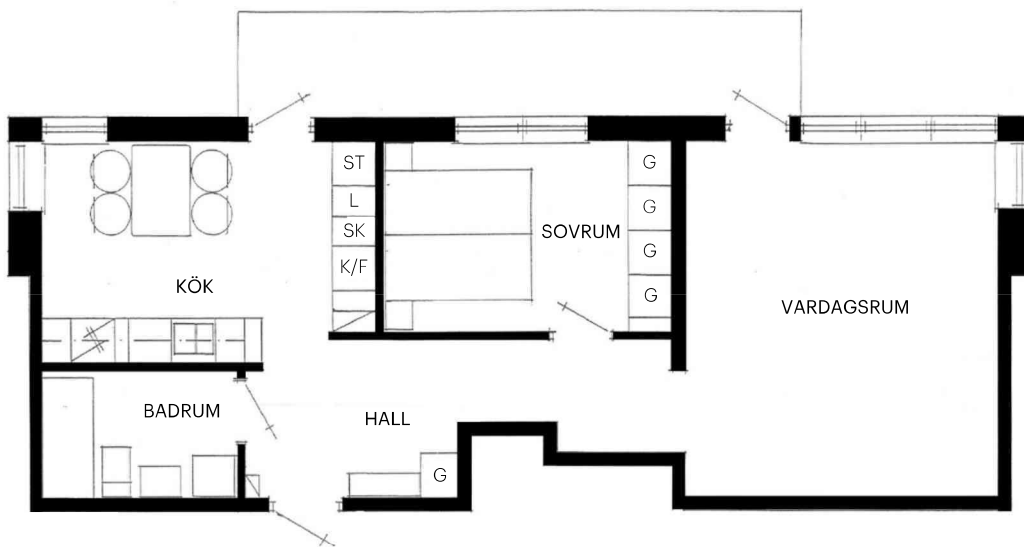 ST
L
SK
K/F
KÖK
G
G
G
G
SOVRUM
VARDAGSRUM
BADRUM
HALL
G